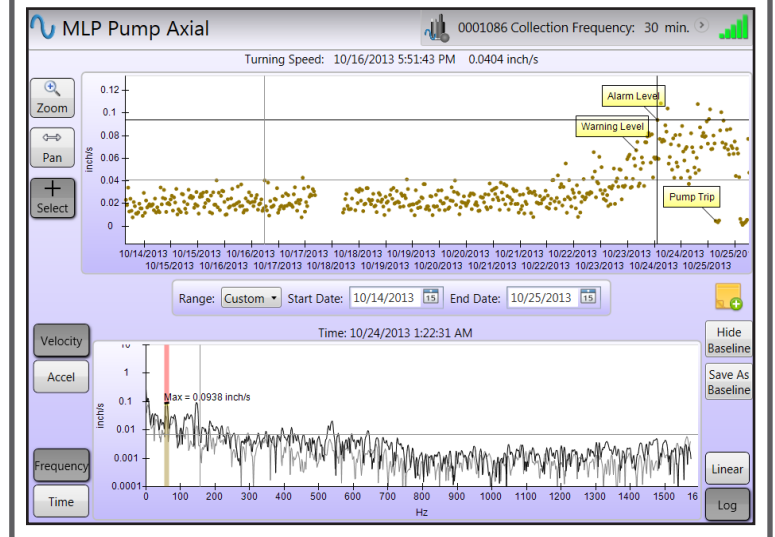 MLP Pump Axial
0001086 Collection Frequency: 30 min.
Turning Speed: 10/16/2013 5:51:43 PM 0.0404 inch/s
Zoom
Pan
Select
inch/s
0.12
0.1
0.08
0.06
0.04
0.02
0
Alarm Level
Warning Level
Pump Trip
10/14/2013 10/15/2013 10/16/2013 10/17/2013 10/18/2013 10/19/2013 10/20/2013 10/21/2013 10/22/2013 10/23/2013 10/24/2013 10/25/20
10/15/2013 10/16/2013 10/17/2013 10/18/2013 10/19/2013 10/20/2013 10/21/2013 10/22/2013 10/23/2013 10/24/2013 10/25/2013
Range: Custom Start Date: 10/14/2013 15 End Date: 10/25/2013 15
Velocity
Accel
Frequency
Time
Time: 10/24/2013 1:22:31 AM
inch/s
10
1
0.1
0.01
0.001
0.0001
Max = 0.0938 inch/s
0 100 200 300 400 500 600 700 800 900 1000 1100 1200 1300 1400 1500 16
Hz
Hide
Baseline
Save As
Baseline
Linear
Log